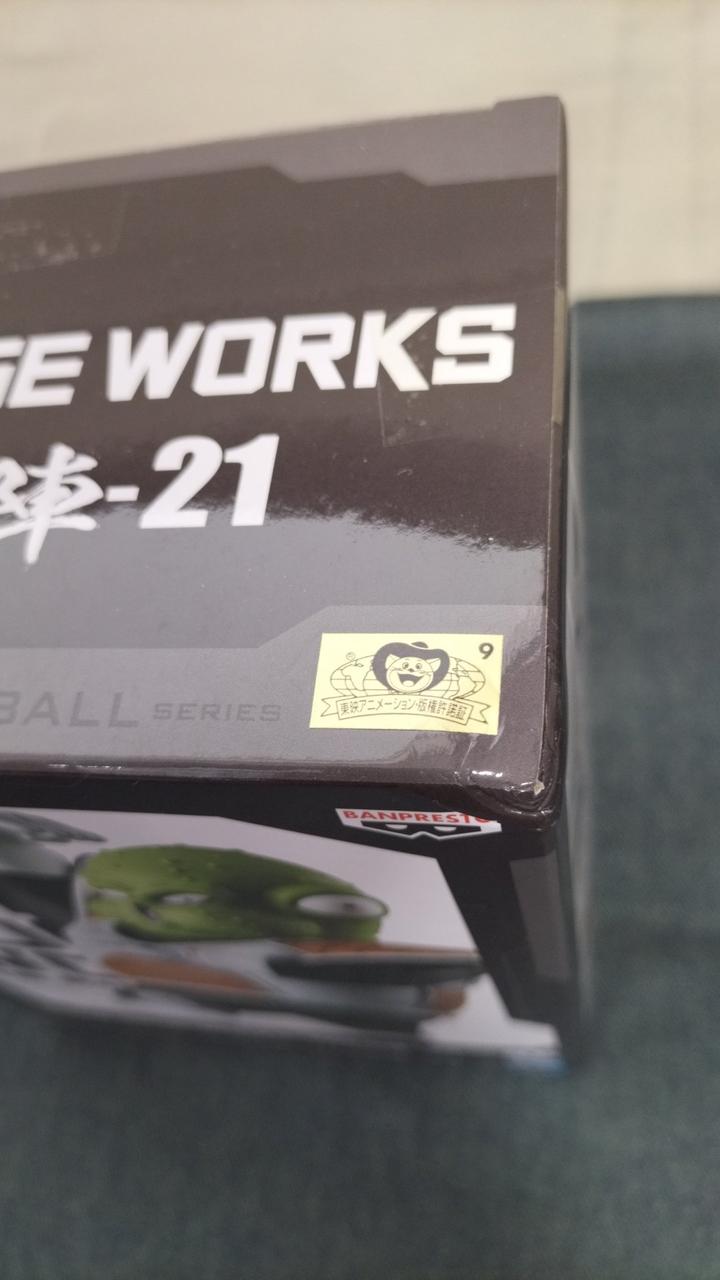 GE WORKS
陣-21
BALL SERIES
©
9
東映アニメーション・版権許諾証
BANPRESTO